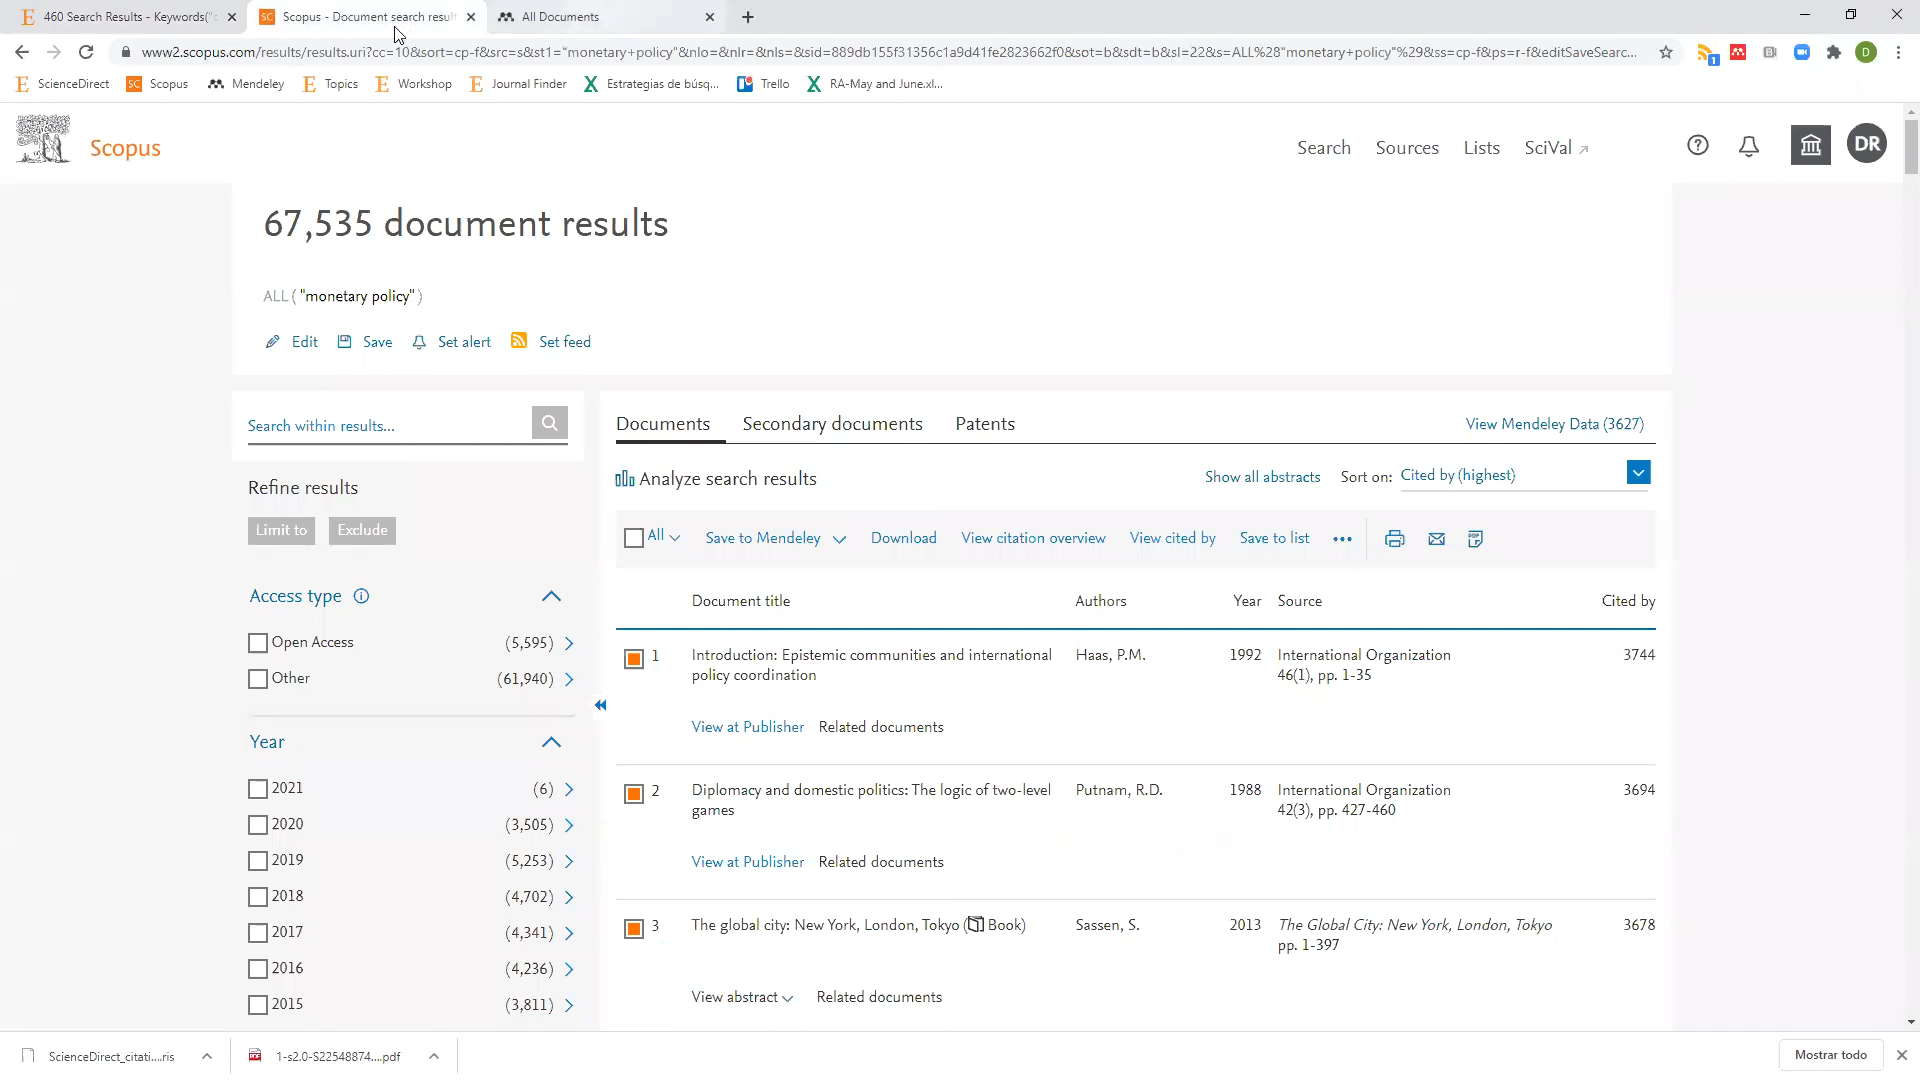 460 Search Results - Keywords("c
Scopus - Document search result
All Documents
www2.scopus.com/results/results.uri?cc=10&sort=cp-f&src=s&st1="monetary+policy"&nlo=&nlr=&nls=&sid=889db155f31356c1a9d41fe2823662f0&sot=b&sdt=b&sl=22&s=ALL%28"monetary+policy"%29&ss=cp-f&ps=r-f&editSaveSearc...
1
D
ScienceDirect
SC
Scopus
Mendeley
Topics
Workshop
Journal Finder
Estrategias de búsq...
Trello
RA-May and June.xl...
Scopus
Search
Sources
Lists
SciVal
DR
67,535 document results
ALL ( "monetary policy" )
Edit
Save
Set alert
Set feed
Search within results...
Documents
Secondary documents
Patents
View Mendeley Data (3627)
Refine results
Analyze search results
Show all abstracts
Sort on: Cited by (highest)
Limit to
Exclude
All
Save to Mendeley
Download
View citation overview
View cited by
Save to list
PDF
Access type
Open Access (5,595)
Other (61,940)
Year
2021 (6)
2020 (3,505)
2019 (5,253)
2018 (4,702)
2017 (4,341)
2016 (4,236)
2015 (3,811)
Document title Authors Year Source Cited by
1 Introduction: Epistemic communities and international Haas, P.M. 1992 International Organization 3744
policy coordination 46(1), pp. 1-35
View at Publisher Related documents
2 Diplomacy and domestic politics: The logic of two-level Putnam, R.D. 1988 International Organization 3694
games 42(3), pp. 427-460
View at Publisher Related documents
3 The global city: New York, London, Tokyo (Book) Sassen, S. 2013 The Global City: New York, London, Tokyo 3678
pp. 1-397
View abstract Related documents
ScienceDirect_citati....ris
1-s2.0-S22548874....pdf
Mostrar todo